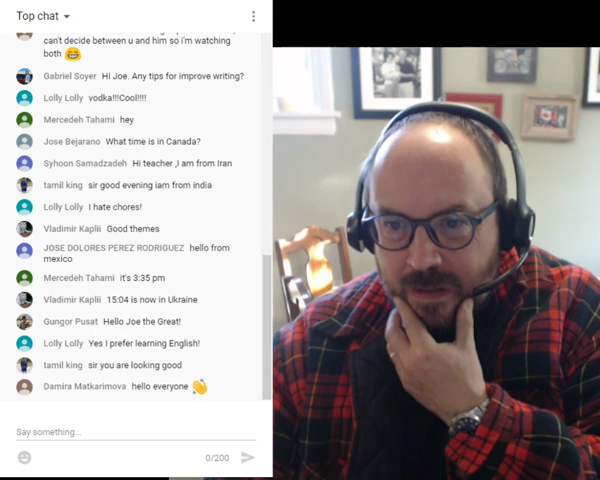 Top chat
can't decide between u and him so i'm watching
both 😂
Gabriel Soyer Hi Joe. Any tips for improve writing?
Lolly Lolly vodka!!!Cool!!!!
Mercedeh Tahami hey
Jose Bejarano What time is in Canada?
Syhoon Samadzadeh Hi teacher ,I am from Iran
tamil king sir good evening iam from india
Lolly Lolly I hate chores!
Vladimir Kaplii Good themes
JOSE DOLORES PEREZ RODRIGUEZ hello from
mexico
Mercedeh Tahami it's 3:35 pm
Vladimir Kaplii 15:04 is now in Ukraine
Gungor Pusat Hello Joe the Great!
Lolly Lolly Yes I prefer learning English!
tamil king sir you are looking good
Damira Matkarimova hello everyone 👋
Say something...
0/200